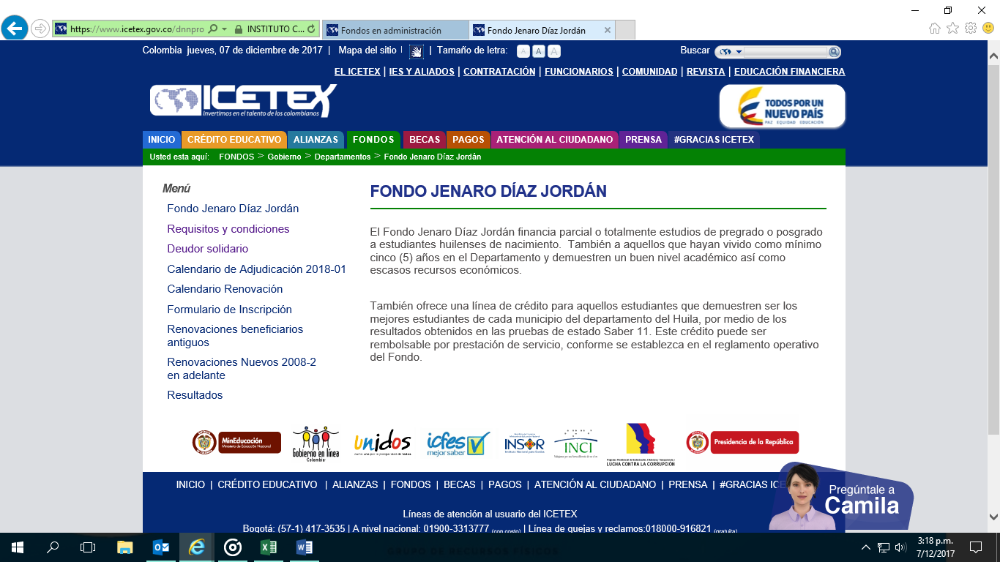 https://www.icetex.gov.co/dnnpro
INSTITUTO C...
Fondos en administración
Fondo Jenaro Díaz Jordán
Colombia jueves, 07 de diciembre de 2017 | Mapa del sitio | | Tamaño de letra: A A A
Buscar
EL ICETEX | IES Y ALIADOS | CONTRATACIÓN | FUNCIONARIOS | COMUNIDAD | REVISTA | EDUCACIÓN FINANCIERA
ICETEX
Invertimos en el talento de los colombianos
TODOS POR UN
NUEVO PAÍS
PAZ EQUIDAD EDUCACIÓN
INICIO CRÉDITO EDUCATIVO ALIANZAS FONDOS BECAS PAGOS ATENCIÓN AL CIUDADANO PRENSA #GRACIAS ICETEX
Usted esta aquí: FONDOS > Gobierno > Departamentos > Fondo Jenaro Díaz Jordán
Menú
Fondo Jenaro Díaz Jordán
Requisitos y condiciones
Deudor solidario
Calendario de Adjudicación 2018-01
Calendario Renovación
Formulario de Inscripción
Renovaciones beneficiarios
antiguos
Renovaciones Nuevos 2008-2
en adelante
Resultados
FONDO JENARO DÍAZ JORDÁN
El Fondo Jenaro Díaz Jordán financia parcial o totalmente estudios de pregrado o posgrado
a estudiantes huilenses de nacimiento. También a aquellos que hayan vivido como mínimo
cinco (5) años en el Departamento y demuestren un buen nivel académico así como
escasos recursos económicos.
También ofrece una línea de crédito para aquellos estudiantes que demuestren ser los
mejores estudiantes de cada municipio del departamento del Huila, por medio de los
resultados obtenidos en las pruebas de estado Saber 11. Este crédito puede ser
rembolsable por prestación de servicio, conforme se establezca en el reglamento operativo
del Fondo.
MinEducación
Ministerio de Educación Nacional
Gobierno en línea
Colombia
unidos
icfes
mejor saber
INSOR
INCI
LUCHA CONTRA LA CORRUPCION
Presidencia de la República
INICIO | CRÉDITO EDUCATIVO | ALIANZAS | FONDOS | BECAS | PAGOS | ATENCIÓN AL CIUDADANO | PRENSA | #GRACIAS ICE
Pregúntale a
Camila
Líneas de atención al usuario del ICETEX
Bogotá: (57-1) 417-3535 | A nivel nacional: 01900-3313777 (con costo) | Línea de quejas y reclamos:018000-916821 (gratuita)
3:18 p.m.
7/12/2017